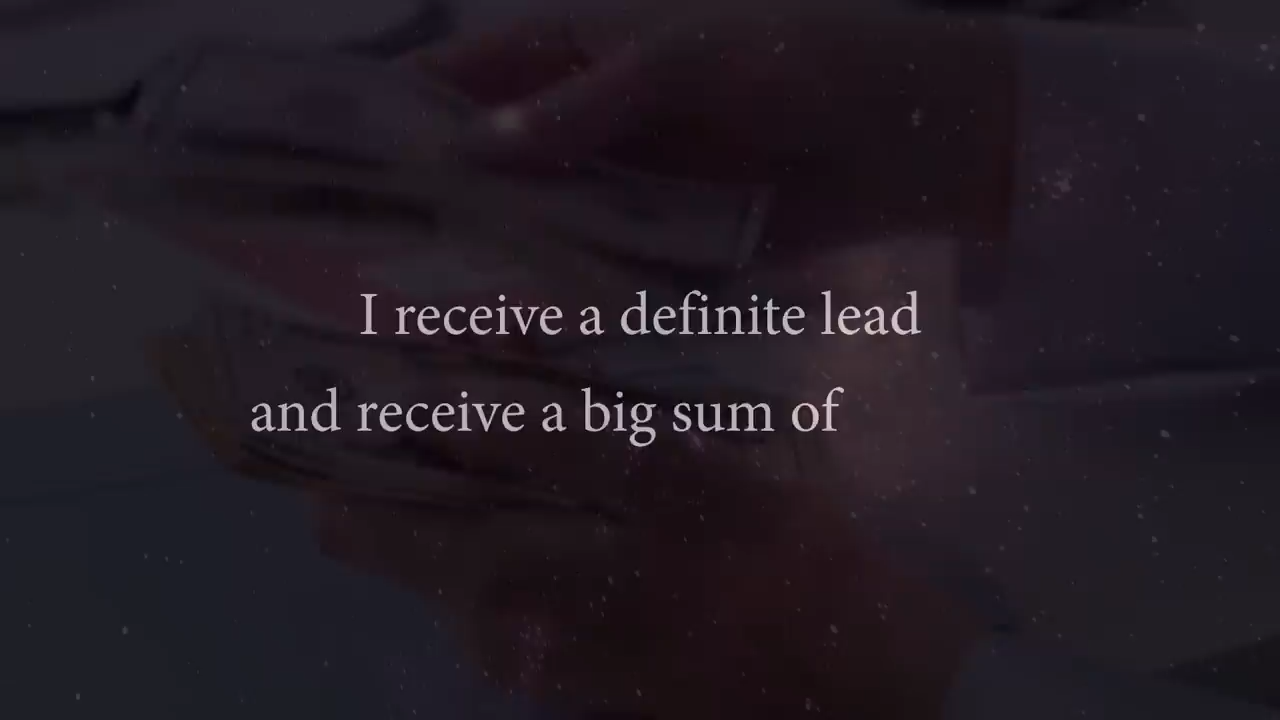 I receive a definite lead
and receive a big sum of